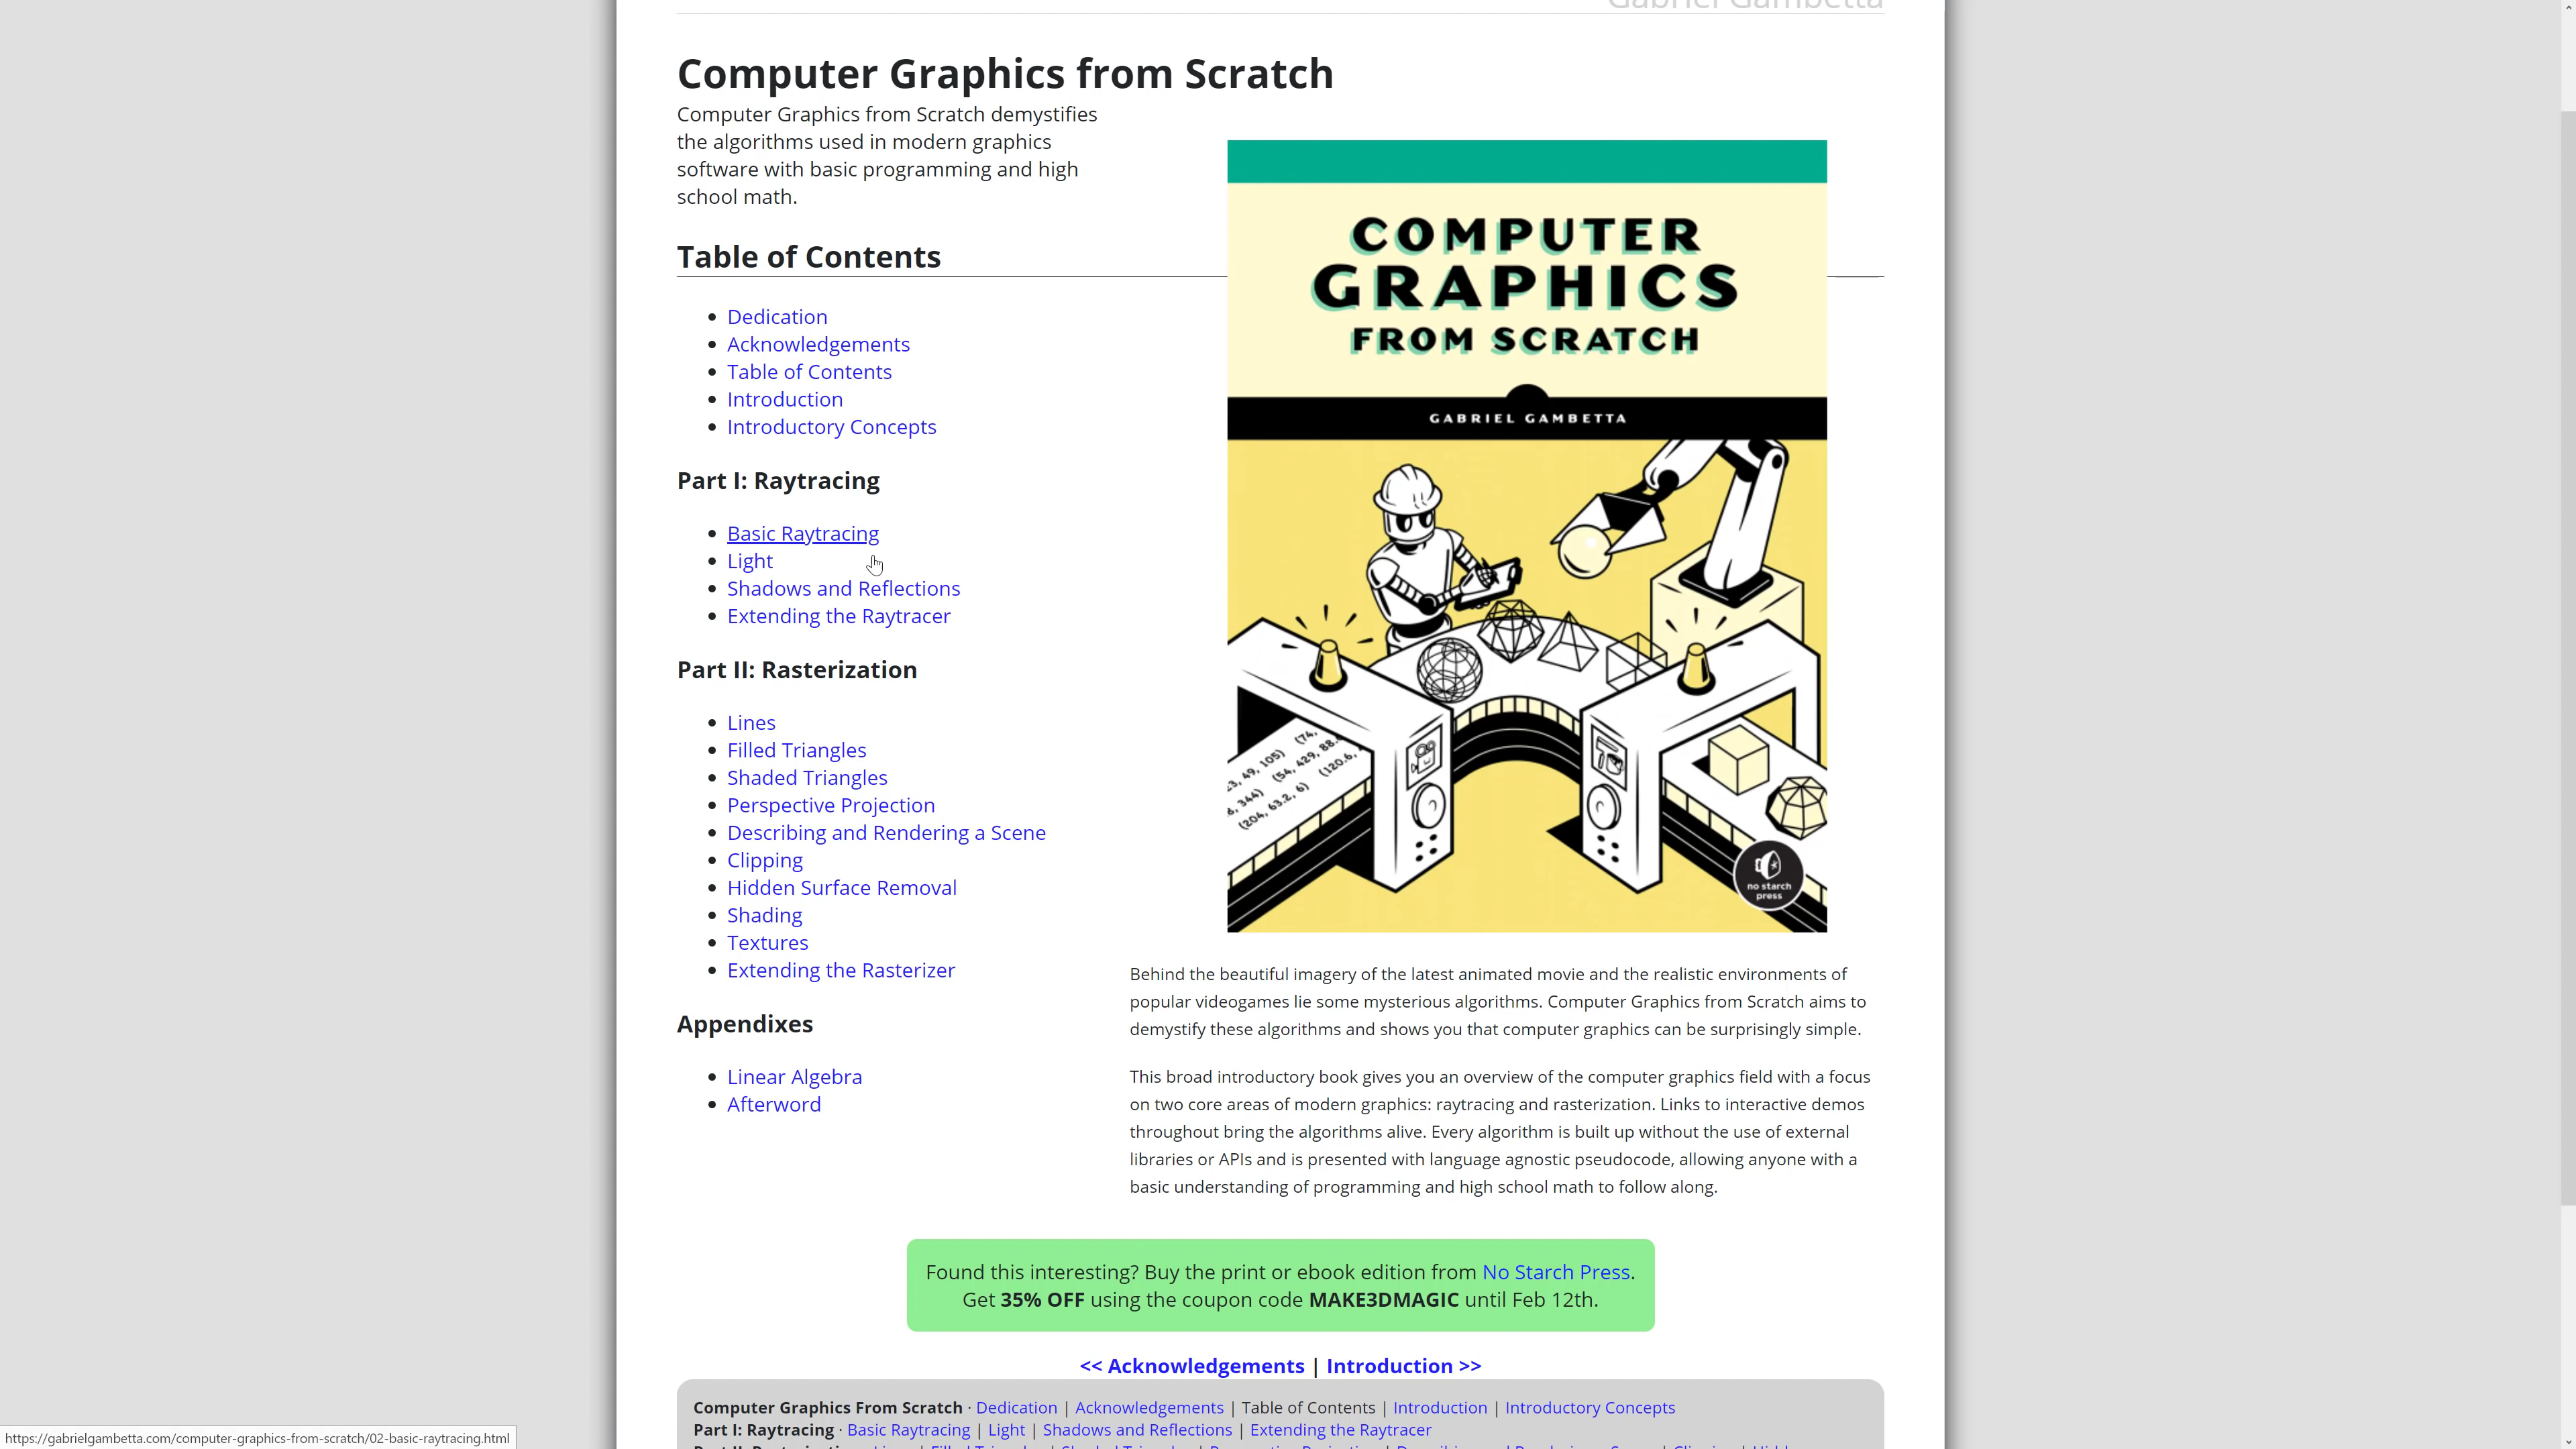 Gabriel Gambetta
Computer Graphics from Scratch
Computer Graphics from Scratch demystifies
the algorithms used in modern graphics
software with basic programming and high
school math.
Table of Contents
Dedication
Acknowledgements
Table of Contents
Introduction
Introductory Concepts
Part I: Raytracing
Basic Raytracing
Light
Shadows and Reflections
Extending the Raytracer
Part II: Rasterization
Lines
Filled Triangles
Shaded Triangles
Perspective Projection
Describing and Rendering a Scene
Clipping
Hidden Surface Removal
Shading
Textures
Extending the Rasterizer
Appendixes
Linear Algebra
Afterword
COMPUTER
GRAPHICS
FROM SCRATCH
GABRIEL GAMBETTA
(204, 63.2, 6)
no starch
press
Behind the beautiful imagery of the latest animated movie and the realistic environments of
popular videogames lie some mysterious algorithms. Computer Graphics from Scratch aims to
demystify these algorithms and shows you that computer graphics can be surprisingly simple.
This broad introductory book gives you an overview of the computer graphics field with a focus
on two core areas of modern graphics: raytracing and rasterization. Links to interactive demos
throughout bring the algorithms alive. Every algorithm is built up without the use of external
libraries or APIs and is presented with language agnostic pseudocode, allowing anyone with a
basic understanding of programming and high school math to follow along.
Found this interesting? Buy the print or ebook edition from No Starch Press.
Get 35% OFF using the coupon code MAKE3DMAGIC until Feb 12th.
<< Acknowledgements | Introduction >>
Computer Graphics From Scratch · Dedication | Acknowledgements | Table of Contents | Introduction | Introductory Concepts
Part I: Raytracing · Basic Raytracing | Light | Shadows and Reflections | Extending the Raytracer
https://gabrielgambetta.com/computer-graphics-from-scratch/02-basic-raytracing.html